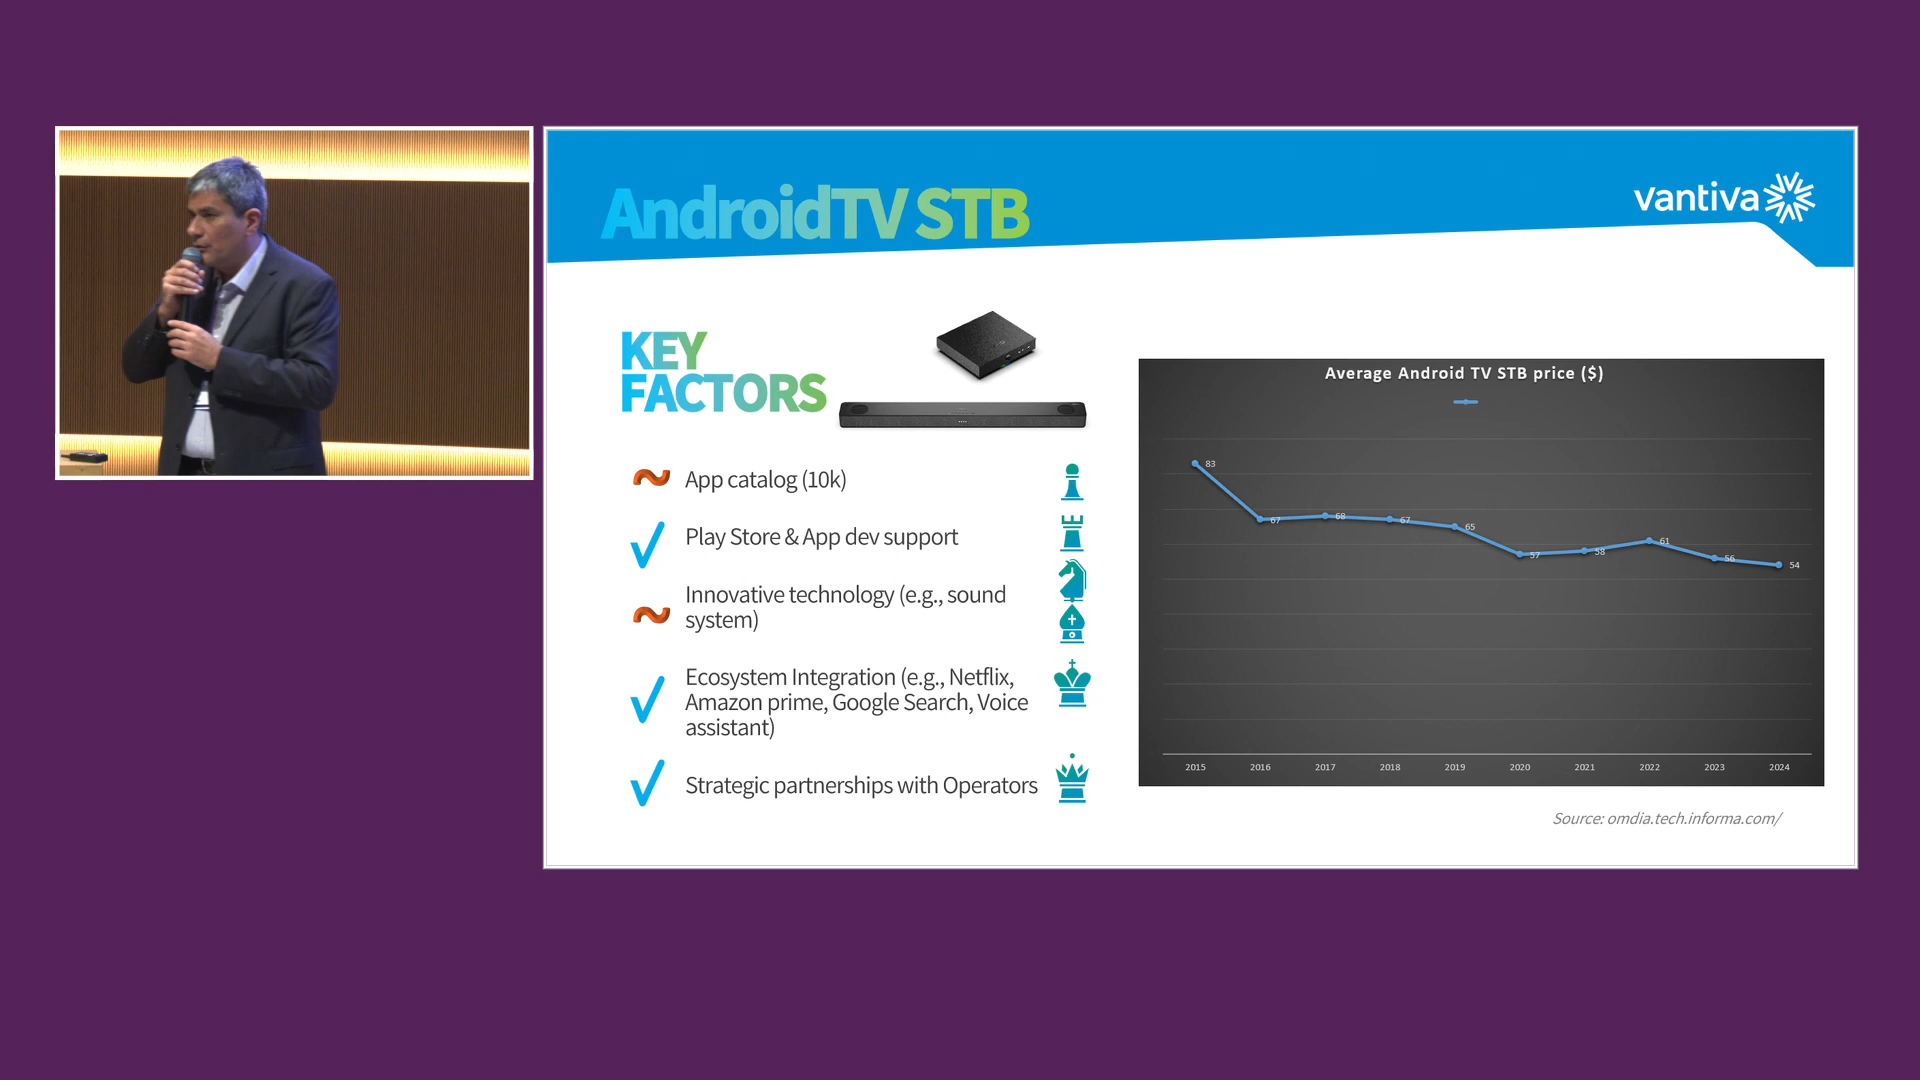 AndroidTV STB
vantiva
KEY
FACTORS
App catalog (10k)
Play Store & App dev support
Innovative technology (e.g., sound
system)
Ecosystem Integration (e.g., Netflix,
Amazon prime, Google Search, Voice
assistant)
Strategic partnerships with Operators
Average Android TV STB price ($)
83
67
68
67
65
57
58
61
56
54
2015
2016
2017
2018
2019
2020
2021
2022
2023
2024
Source: omdia.tech.informa.com/